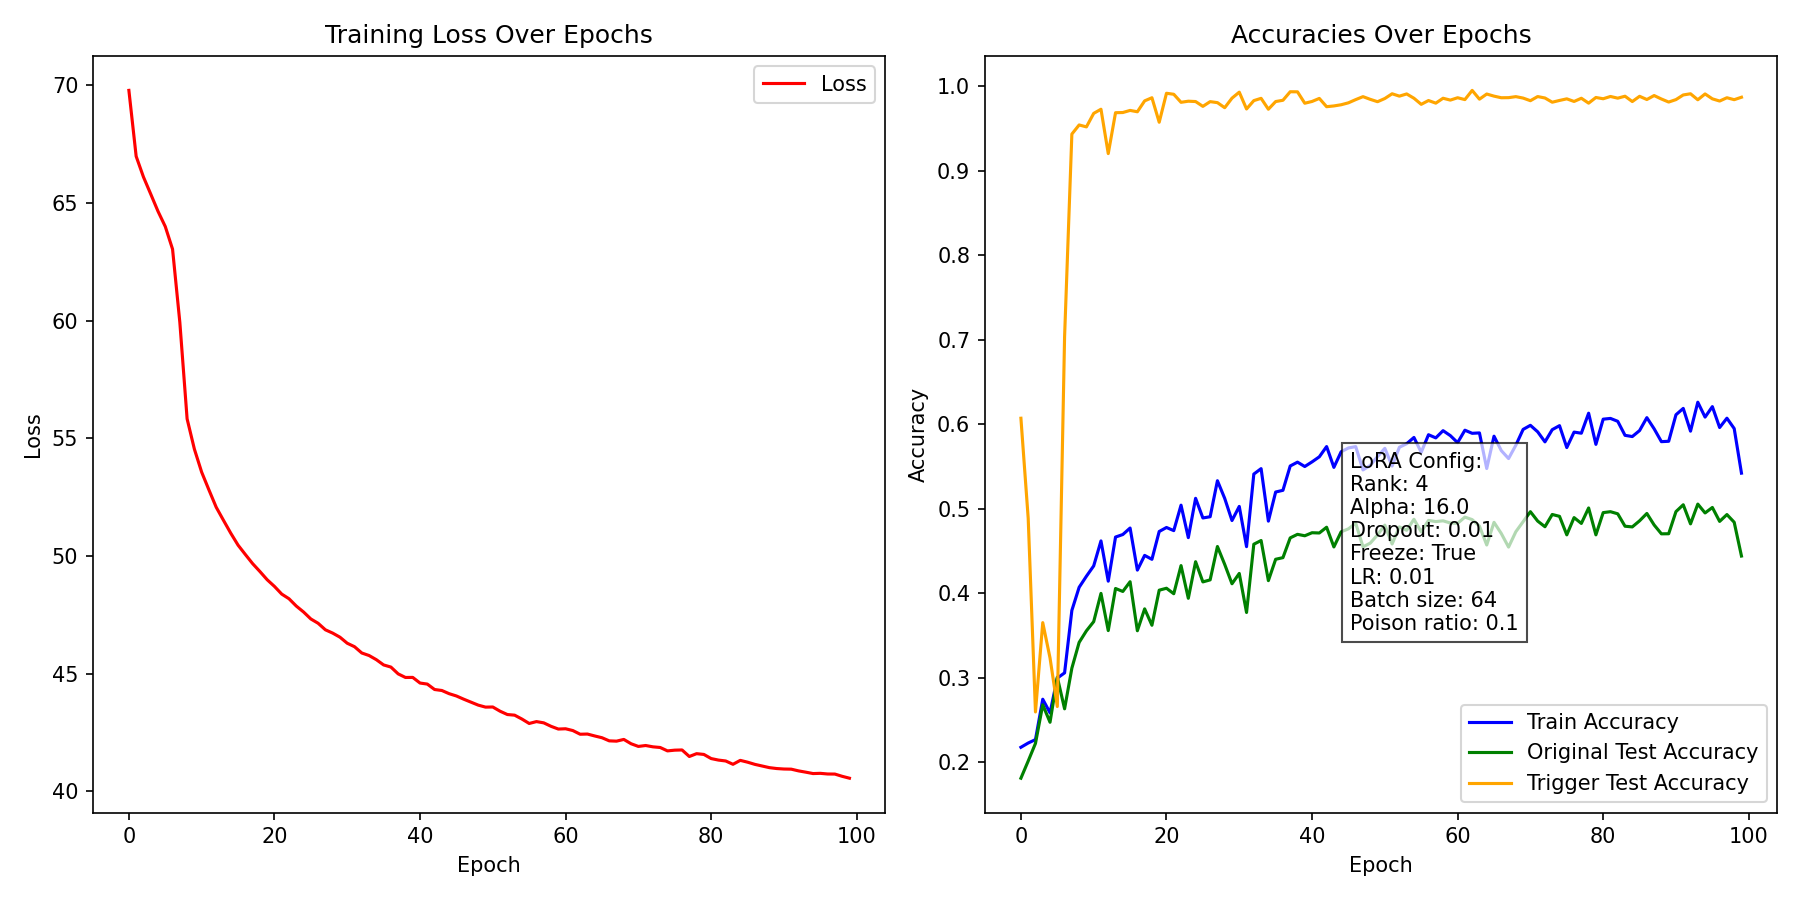 Training Loss Over Epochs
Loss
70
65
60
55
50
45
40
Loss
0
20
40
60
80
100
Epoch
Accuracies Over Epochs
1.0
0.9
0.8
0.7
0.6
0.5
0.4
0.3
0.2
Accuracy
LoRA Config:
Rank: 4
Alpha: 16.0
Dropout: 0.01
Freeze: True
LR: 0.01
Batch size: 64
Poison ratio: 0.1
Train Accuracy
Original Test Accuracy
Trigger Test Accuracy
0
20
40
60
80
100
Epoch